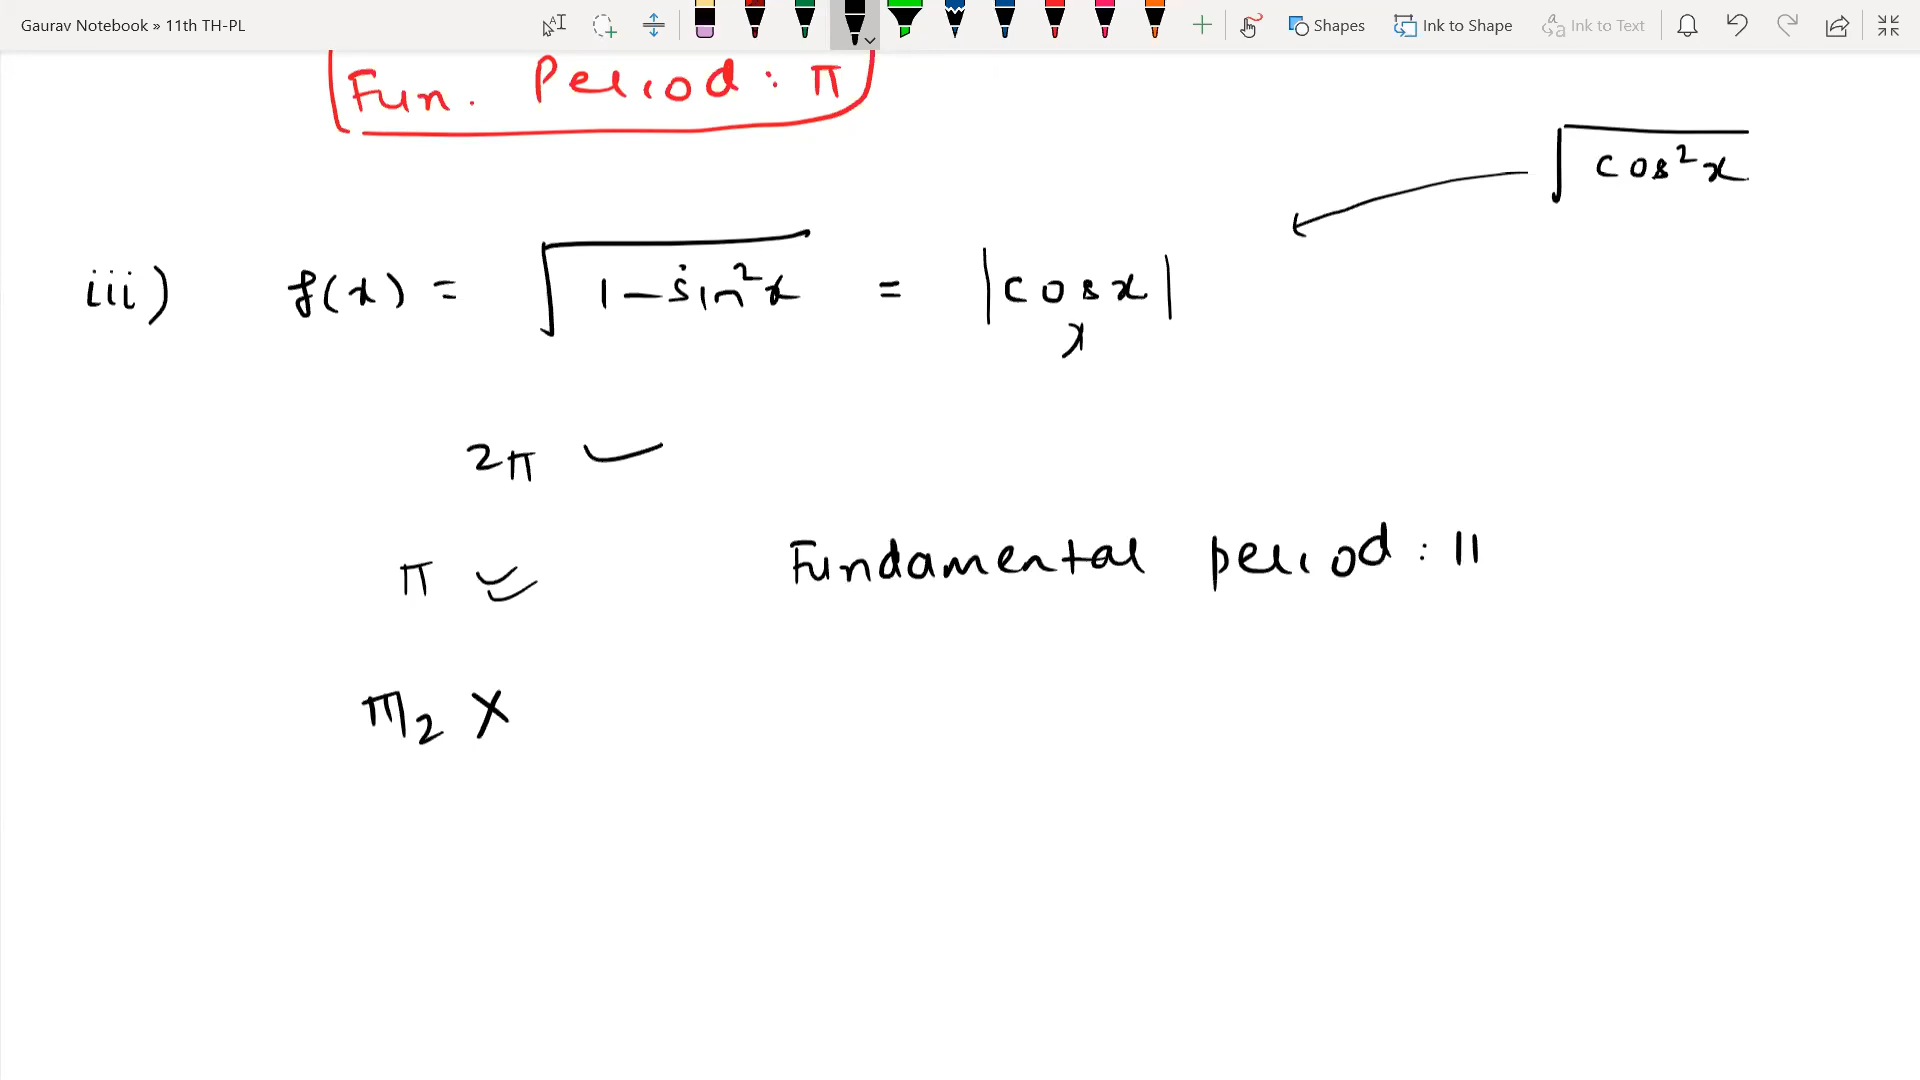 Gaurav Notebook » 11th TH-PL
Shapes Ink to Shape Ink to Text
Fun. Period : π
√cos²x
iii) f(x) = √1-sin²x = |cosx|
x
2π ✓
π ✓ Fundamental period : π
π/2 X